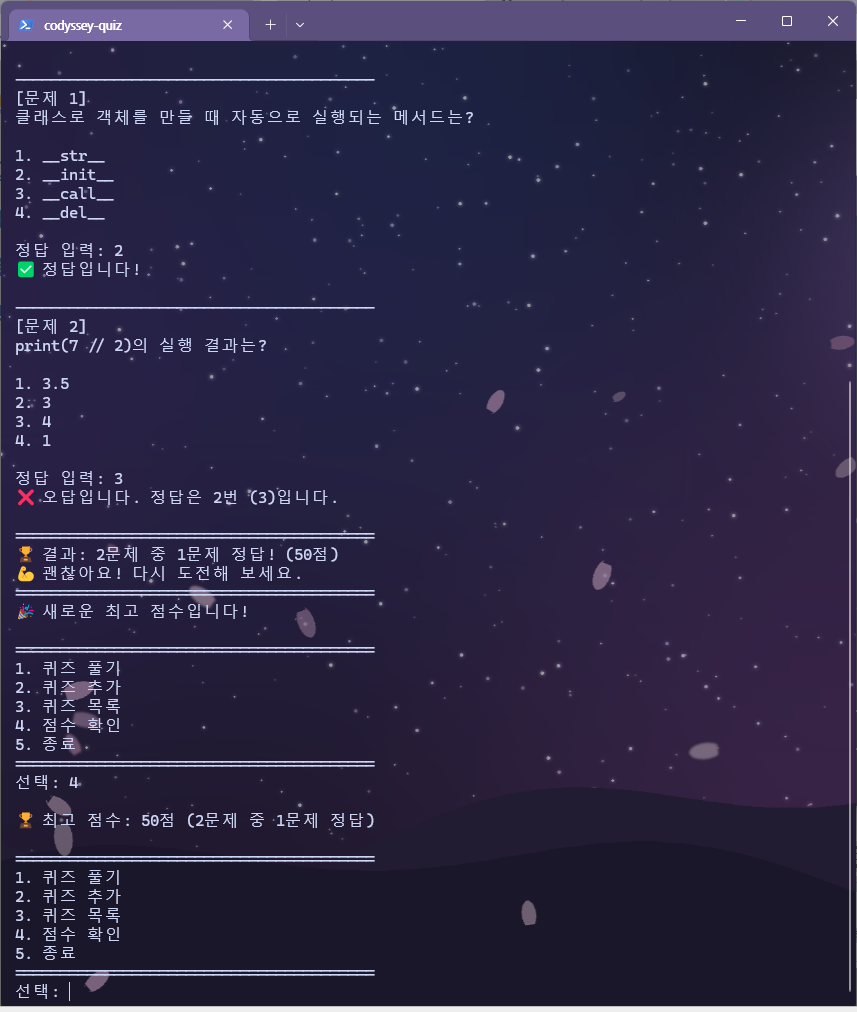 codyssey-quiz
[문제 1]
클래스로 객체를 만들 때 자동으로 실행되는 메서드는?
1. __str__
2. __init__
3. __call__
4. __del__
정답 입력: 2
✅ 정답입니다!
[문제 2]
print(7 // 2)의 실행 결과는?
1. 3.5
2. 3
3. 4
4. 1
정답 입력: 3
❌ 오답입니다. 정답은 2번 (3)입니다.
========================================
🏆 결과: 2문제 중 1문제 정답! (50점)
💪 괜찮아요! 다시 도전해 보세요.
========================================
🎉 새로운 최고 점수입니다!
========================================
1. 퀴즈 풀기
2. 퀴즈 추가
3. 퀴즈 목록
4. 점수 확인
5. 종료
========================================
선택: 4
🏆 최고 점수: 50점 (2문제 중 1문제 정답)
========================================
1. 퀴즈 풀기
2. 퀴즈 추가
3. 퀴즈 목록
4. 점수 확인
5. 종료
========================================
선택: